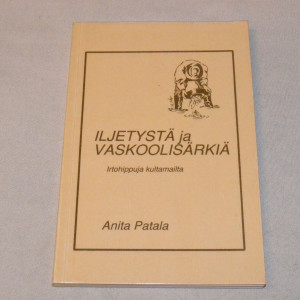 ILJETYSTÄ ja
VASKOOLISÄRKIÄ
Irtohippuja kultamailta
Anita Patala